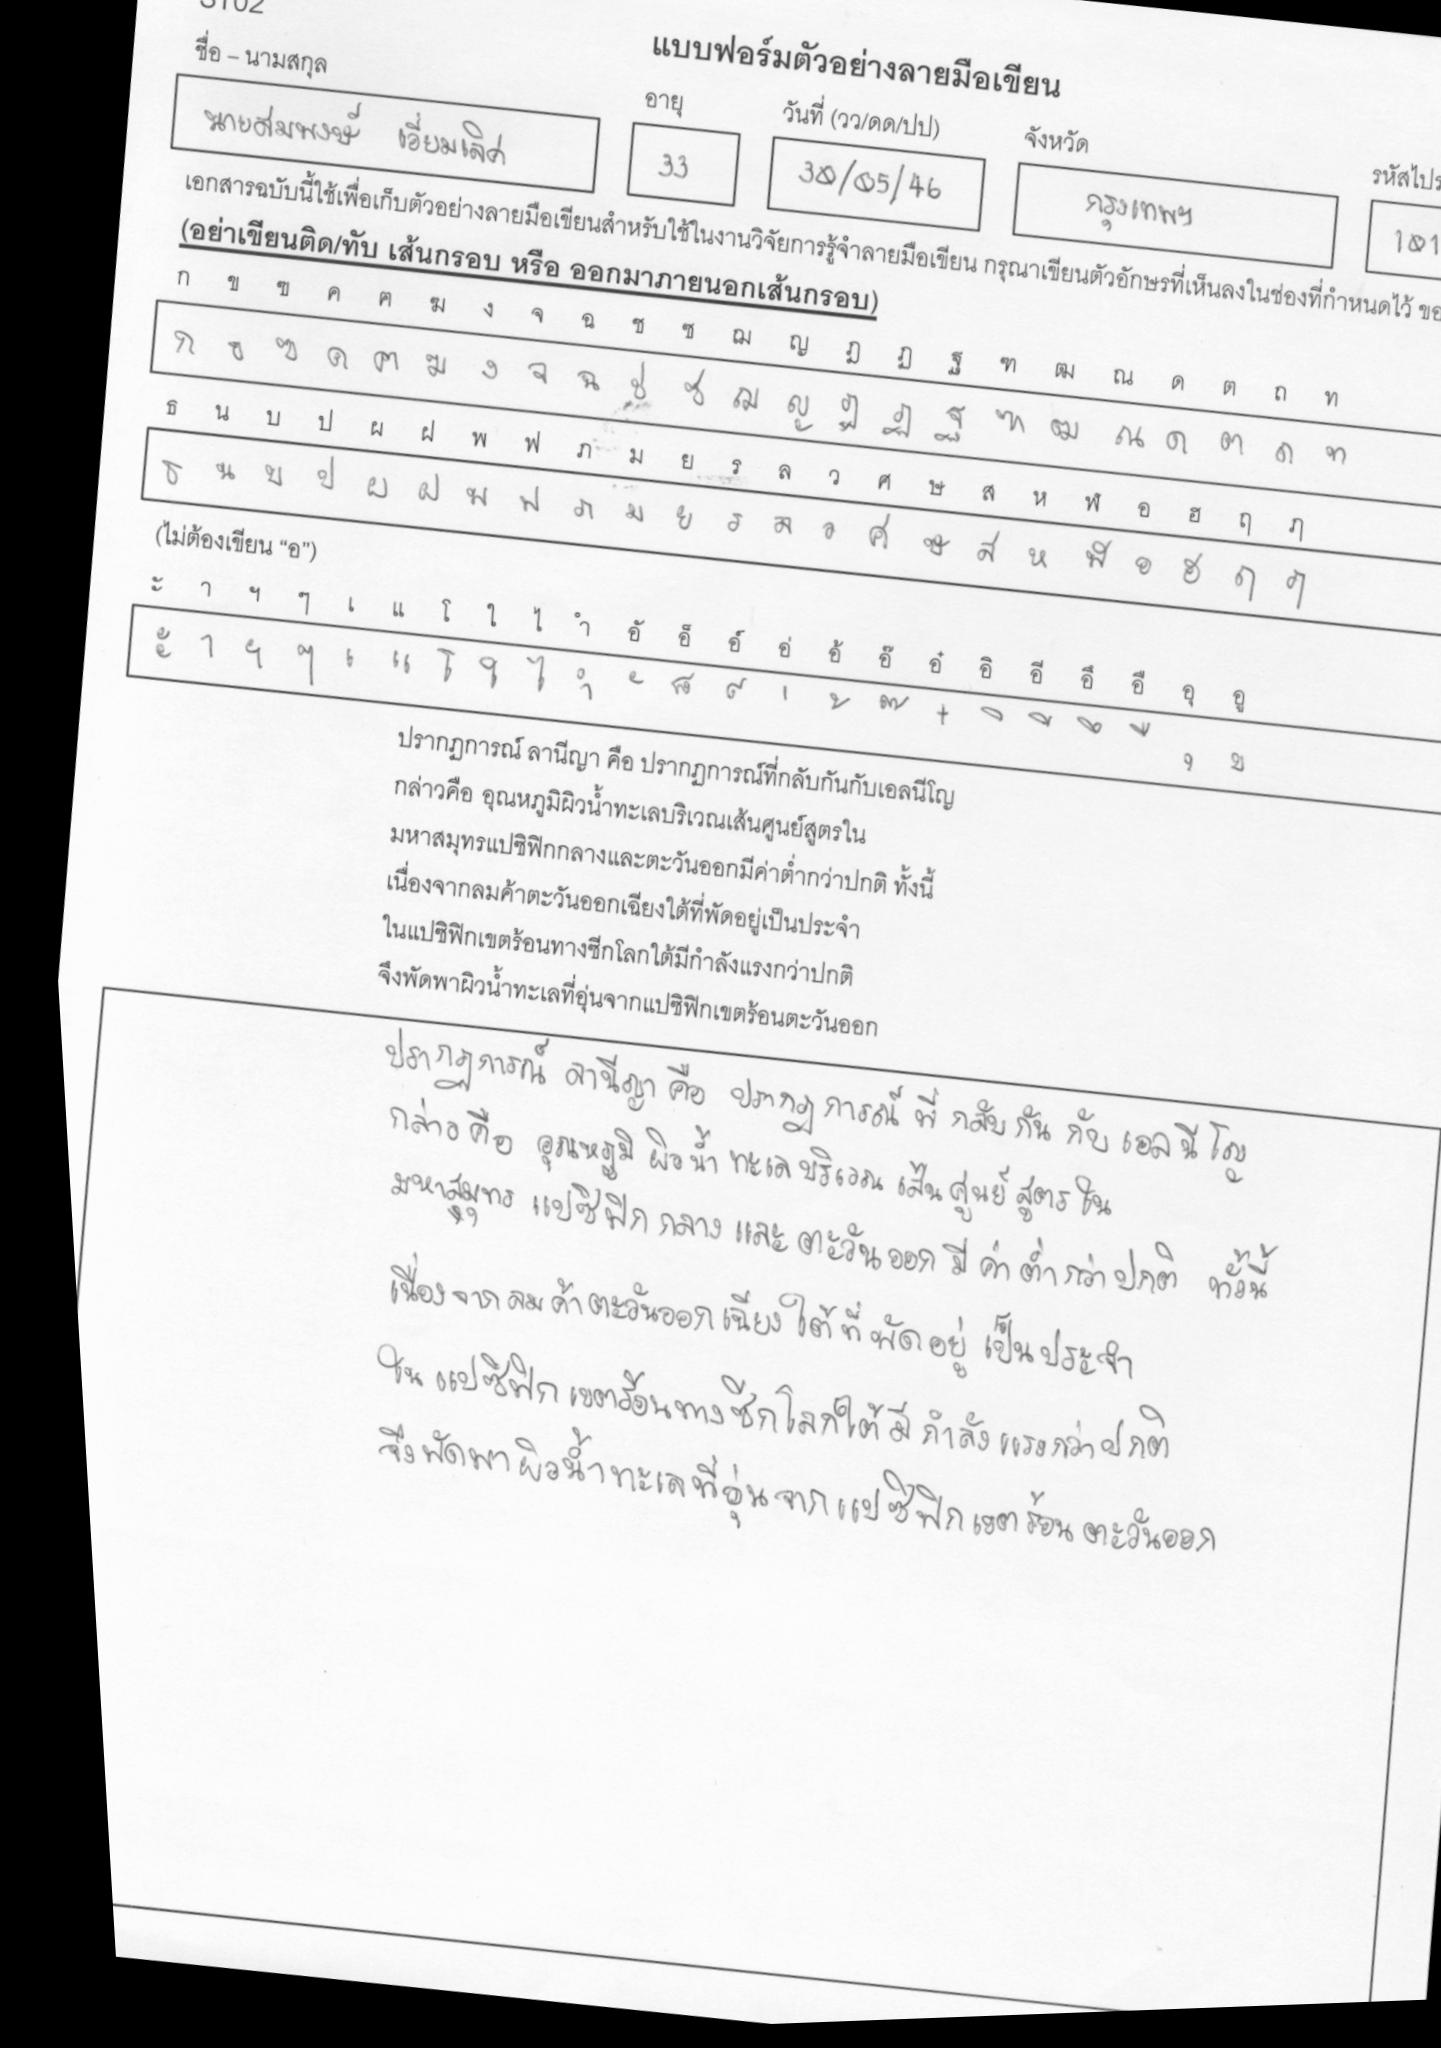 ST02
แบบฟอร์มตัวอย่างลายมือเขียน
ชื่อ – นามสกุล อายุ วันที่ (วว/ดด/ปป) จังหวัด รหัสไปร
นายสมพงษ์ เอี่ยมเลิศ 33 30/05/46 กรุงเทพฯ 101
เอกสารฉบับนี้ใช้เพื่อเก็บตัวอย่างลายมือเขียนสำหรับใช้ในงานวิจัยการรู้จำลายมือเขียน กรุณาเขียนตัวอักษรที่เห็นลงในช่องที่กำหนดไว้ ขอ
(อย่าเขียนติด/ทับ เส้นกรอบ หรือ ออกมาภายนอกเส้นกรอบ)
ก ข ฃ ค ฅ ฆ ง จ ฉ ช ซ ฌ ญ ฎ ฏ ฐ ฑ ฒ ณ ด ต ถ ท
ก ข ฃ ค ฅ ฆ ง จ ฉ ช ซ ฌ ญ ฎ ฏ ฐ ฑ ฒ ณ ด ต ถ ท
ธ น บ ป ผ ฝ พ ฟ ภ ม ย ร ล ว ศ ษ ส ห ฬ อ ฮ ฤ ฦ
ธ น บ ป ผ ฝ พ ฟ ภ ม ย ร ล ว ศ ษ ส ห ฬ อ ฮ ฤ ฦ
(ไม่ต้องเขียน “อ”)
ะ า ฯ ๆ เ แ โ ใ ไ ำ อั อ็ อ์ อ่ อ้ อ๊ อ๋ อิ อี อึ อื อุ อู
ะ า ฯ ๆ เ แ โ ใ ไ ำ ั ็ ์ ่ ้ ๊ ๋ ิ ี ึ ื ุ ู
ปรากฏการณ์ ลานีญา คือ ปรากฏการณ์ที่กลับกันกับเอลนีโญ
กล่าวคือ อุณหภูมิผิวน้ำทะเลบริเวณเส้นศูนย์สูตรใน
มหาสมุทรแปซิฟิกกลางและตะวันออกมีค่าต่ำกว่าปกติ ทั้งนี้
เนื่องจากลมค้าตะวันออกเฉียงใต้ที่พัดอยู่เป็นประจำ
ในแปซิฟิกเขตร้อนทางซีกโลกใต้มีกำลังแรงกว่าปกติ
จึงพัดพาผิวน้ำทะเลที่อุ่นจากแปซิฟิกเขตร้อนตะวันออก
ปรากฏการณ์ ลานีญา คือ ปรากฏการณ์ ที่ กลับ กัน กับ เอลนีโญ
กล่าว คือ อุณหภูมิ ผิวน้ำ ทะเล บริเวณ เส้น ศูนย์ สูตร ใน
มหาสมุทร แปซิฟิก กลาง และ ตะวันออก มี ค่า ต่ำ กว่า ปกติ ทั้งนี้
เนื่อง จาก ลม ค้า ตะวันออก เฉียง ใต้ ที่ พัด อยู่ เป็น ประจำ
ใน แปซิฟิก เขตร้อน ทาง ซีก โลก ใต้ มี กำลัง แรง กว่า ปกติ
จึง พัด พา ผิวน้ำ ทะเล ที่ อุ่น จาก แปซิฟิก เขต ร้อน ตะวันออก